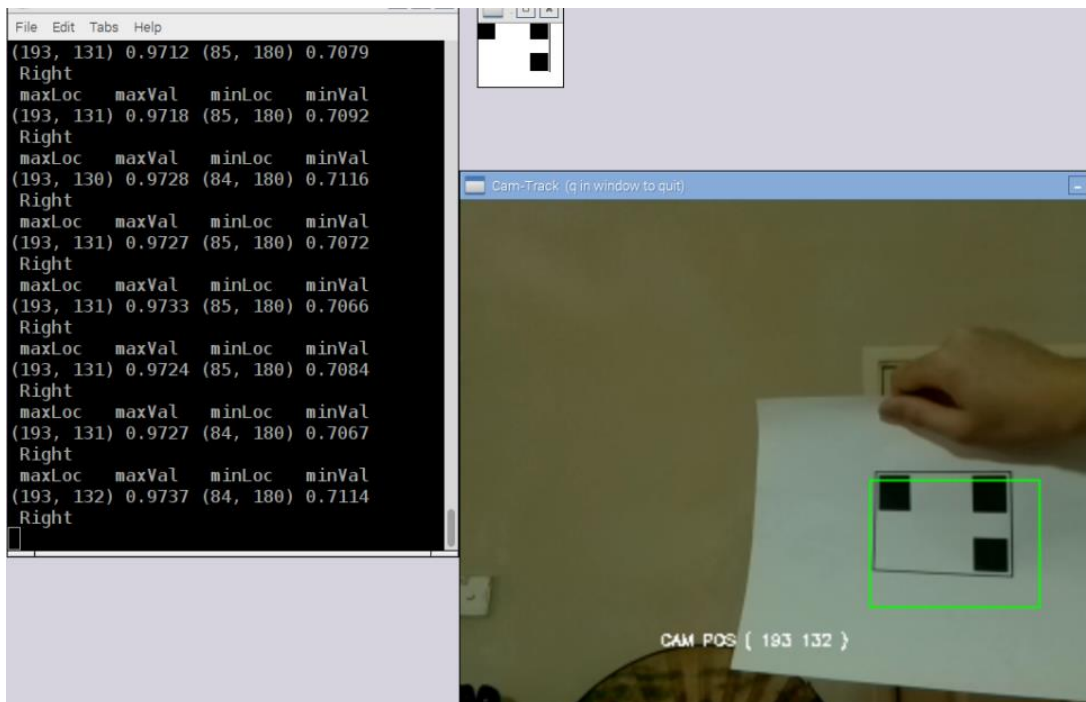 File Edit Tabs Help
(193, 131) 0.9712 (85, 180) 0.7079
Right
maxLoc maxVal minLoc minVal
(193, 131) 0.9718 (85, 180) 0.7092
Right
maxLoc maxVal minLoc minVal
(193, 130) 0.9728 (84, 180) 0.7116
Right
maxLoc maxVal minLoc minVal
(193, 131) 0.9727 (85, 180) 0.7072
Right
maxLoc maxVal minLoc minVal
(193, 131) 0.9733 (85, 180) 0.7066
Right
maxLoc maxVal minLoc minVal
(193, 131) 0.9724 (85, 180) 0.7084
Right
maxLoc maxVal minLoc minVal
(193, 131) 0.9727 (84, 180) 0.7067
Right
maxLoc maxVal minLoc minVal
(193, 132) 0.9737 (84, 180) 0.7114
Right
Cam-Track (q in window to quit)
CAM POS ( 193 132 )